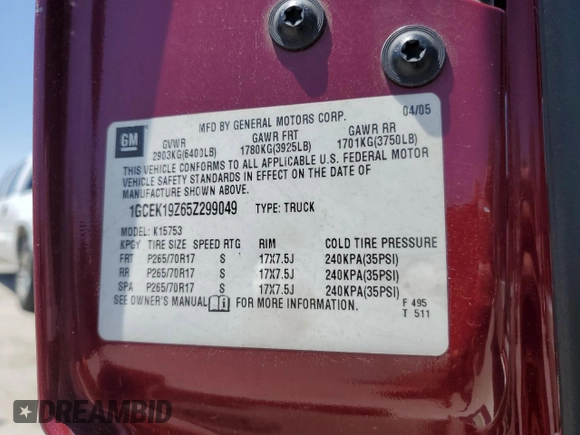 MFD BY GENERAL MOTORS CORP. 04/05
GM
GVWR GAWR FRT GAWR RR
2903KG(6400LB) 1780KG(3925LB) 1701KG(3750LB)
THIS VEHICLE CONFORMS TO ALL APPLICABLE U.S. FEDERAL MOTOR
VEHICLE SAFETY STANDARDS IN EFFECT ON THE DATE OF
MANUFACTURE SHOWN ABOVE.
1GCEK19Z65Z299049 TYPE: TRUCK
MODEL: K15753
KPGY TIRE SIZE SPEED RTG RIM COLD TIRE PRESSURE
FRT P265/70R17 S 17X7.5J 240KPA(35PSI)
RR P265/70R17 S 17X7.5J 240KPA(35PSI)
SPA P265/70R17 S 17X7.5J 240KPA(35PSI)
SEE OWNER'S MANUAL FOR MORE INFORMATION.
F 495
T 511
DREAMBID